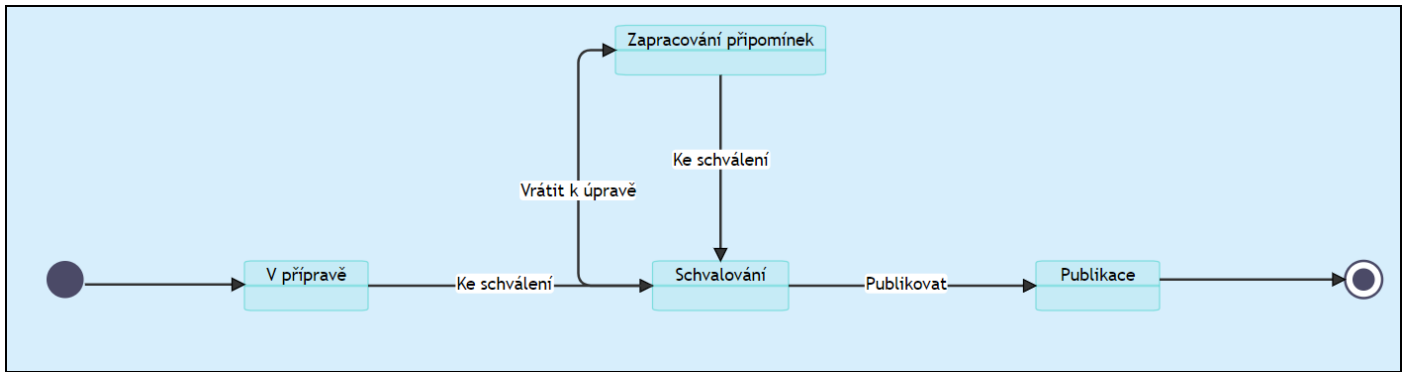 Zapracování připomínek
Ke schválení
Vrátit k úpravě
V přípravě
Ke schválení
Schvalování
Publikovat
Publikace